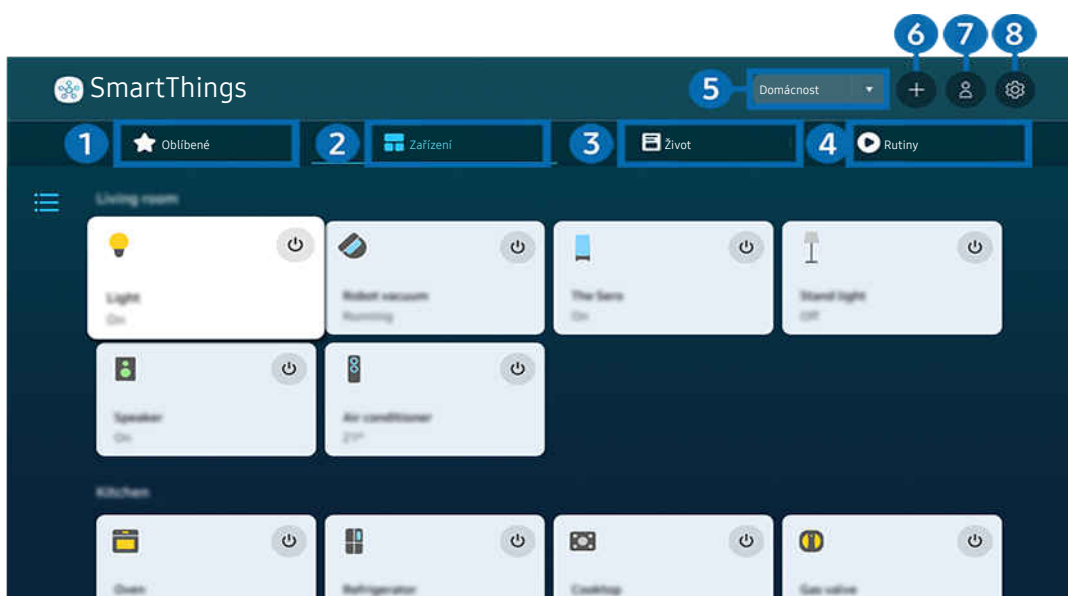 6 7 8
SmartThings
5 Domácnost
1 Oblíbené 2 Zařízení 3 Život 4 Rutiny
Living room
Light
On
Robot vacuum
Running
The Sero
On
Stand light
Off
Speaker
On
Air conditioner
Kitchen
Oven
Refrigerator
Cooktop
Gas valve